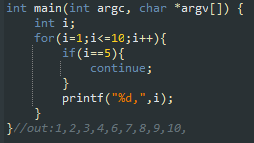 int main(int argc, char *argv[]) {
    int i;
    for(i=1;i<=10;i++){
        if(i==5){
            continue;
        }
        printf("%d,",i);
    }
}//out:1,2,3,4,6,7,8,9,10,